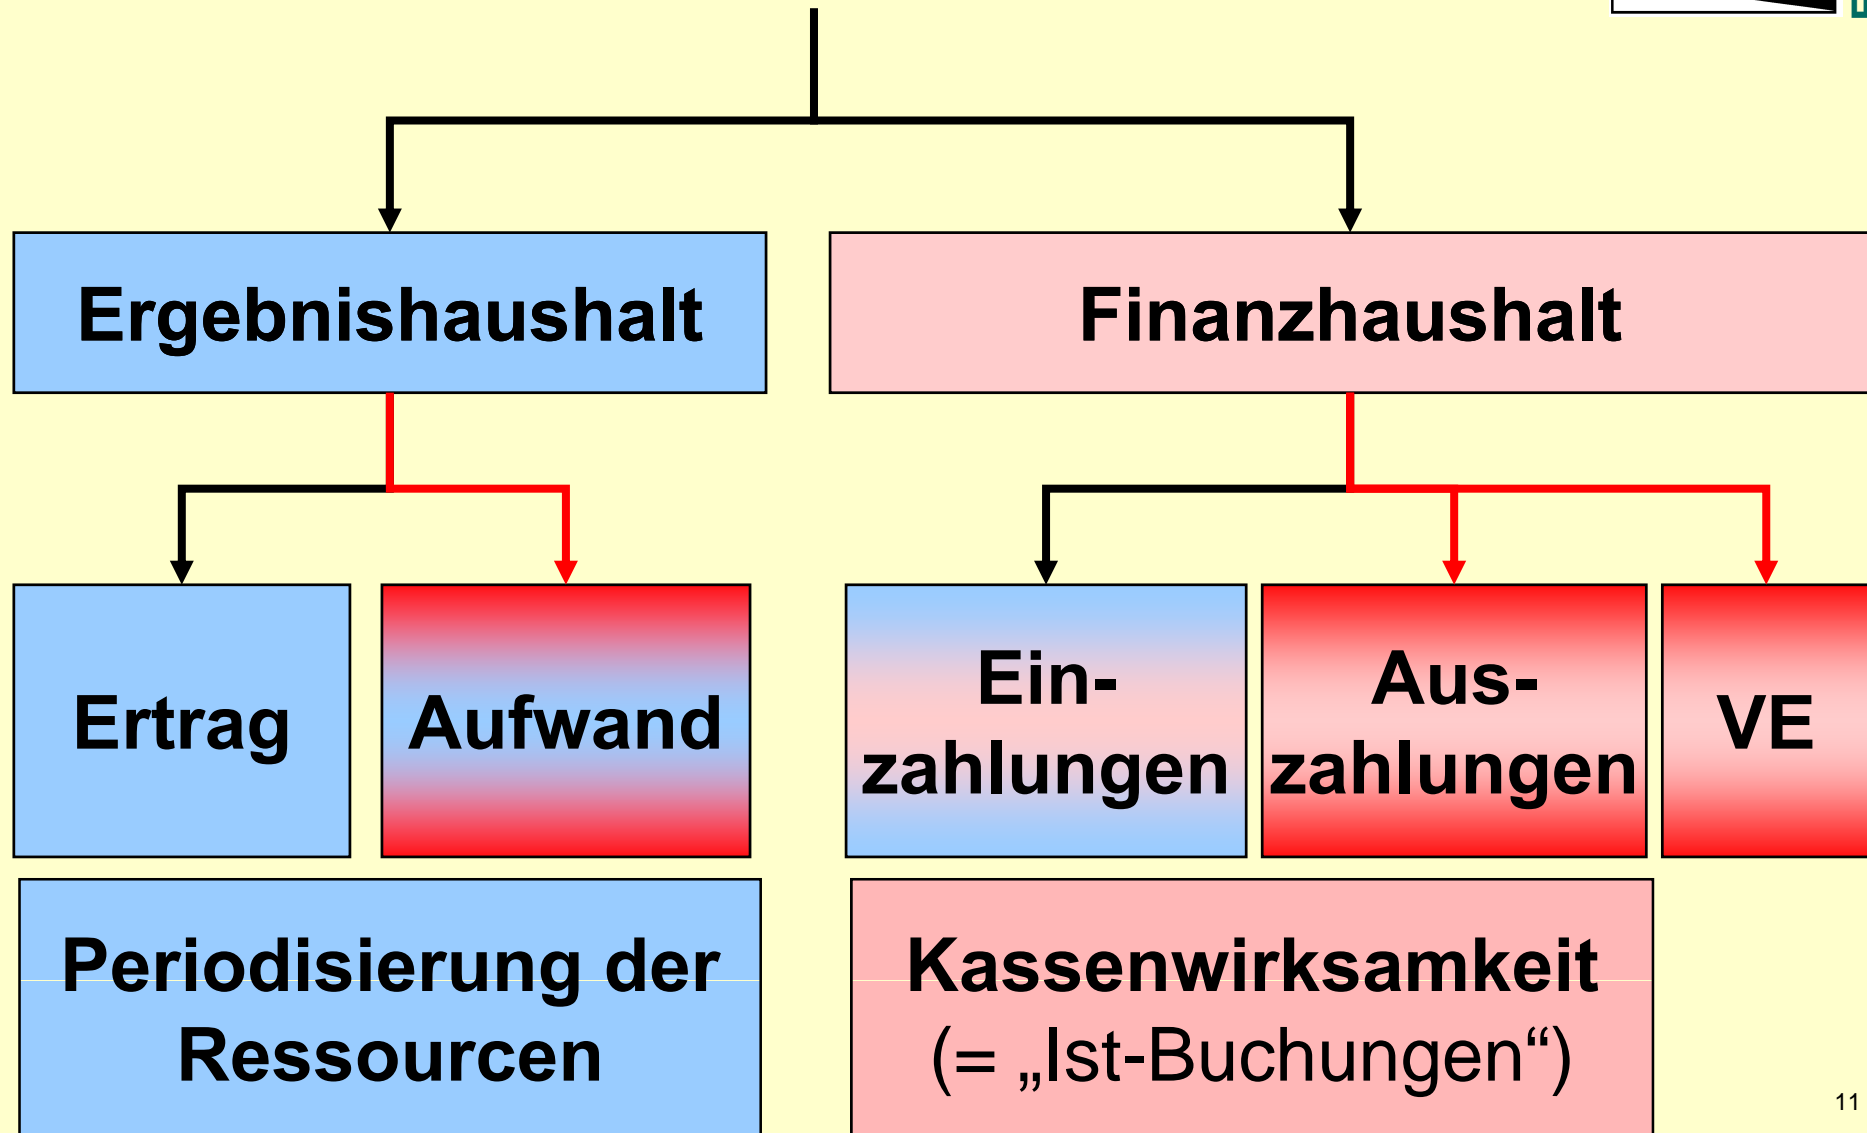 Ergebnishaushalt
Finanzhaushalt
Ertrag
Aufwand
Ein-
zahlungen
Aus-
zahlungen
VE
Periodisierung der
Ressourcen
Kassenwirksamkeit
(= „Ist-Buchungen“)
11